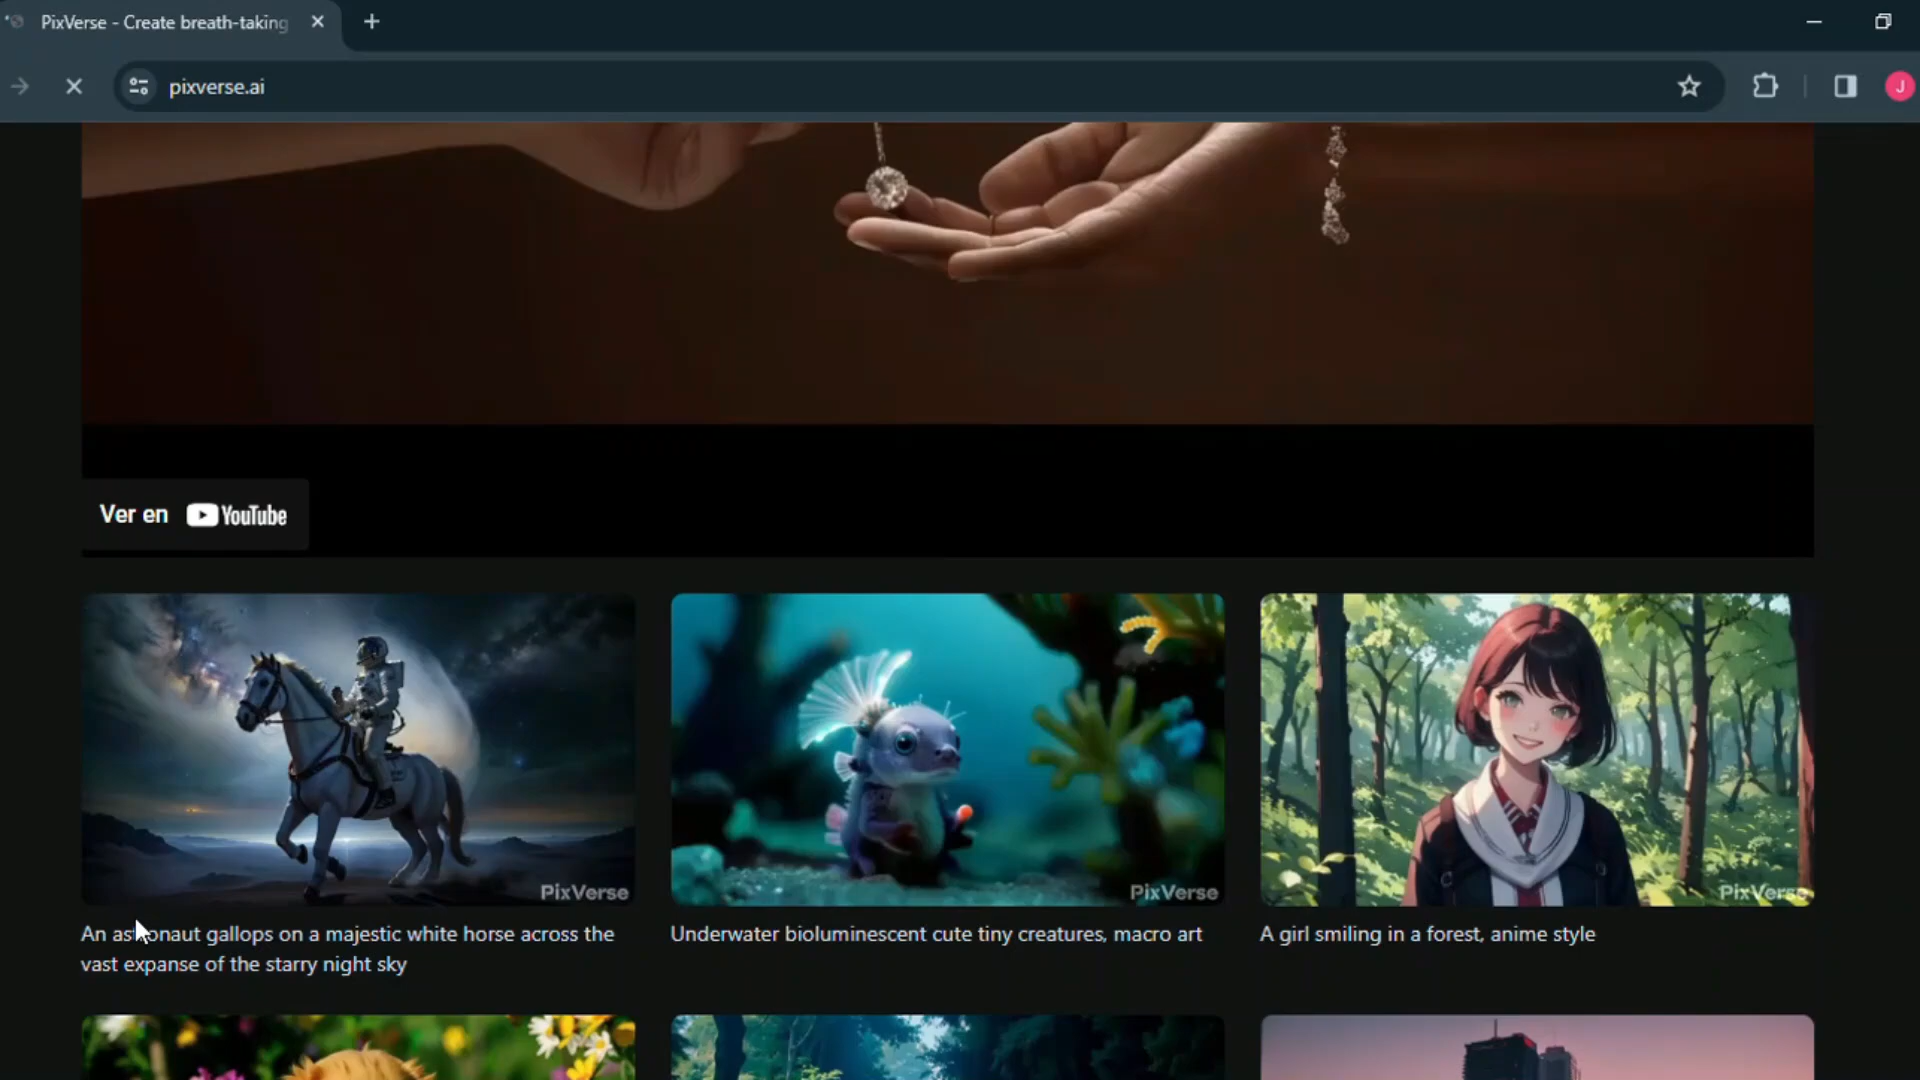 PixVerse - Create breath-taking
pixverse.ai
J
Ver en YouTube
PixVerse
PixVerse
PixVerse
An astronaut gallops on a majestic white horse across the
vast expanse of the starry night sky
Underwater bioluminescent cute tiny creatures, macro art
A girl smiling in a forest, anime style